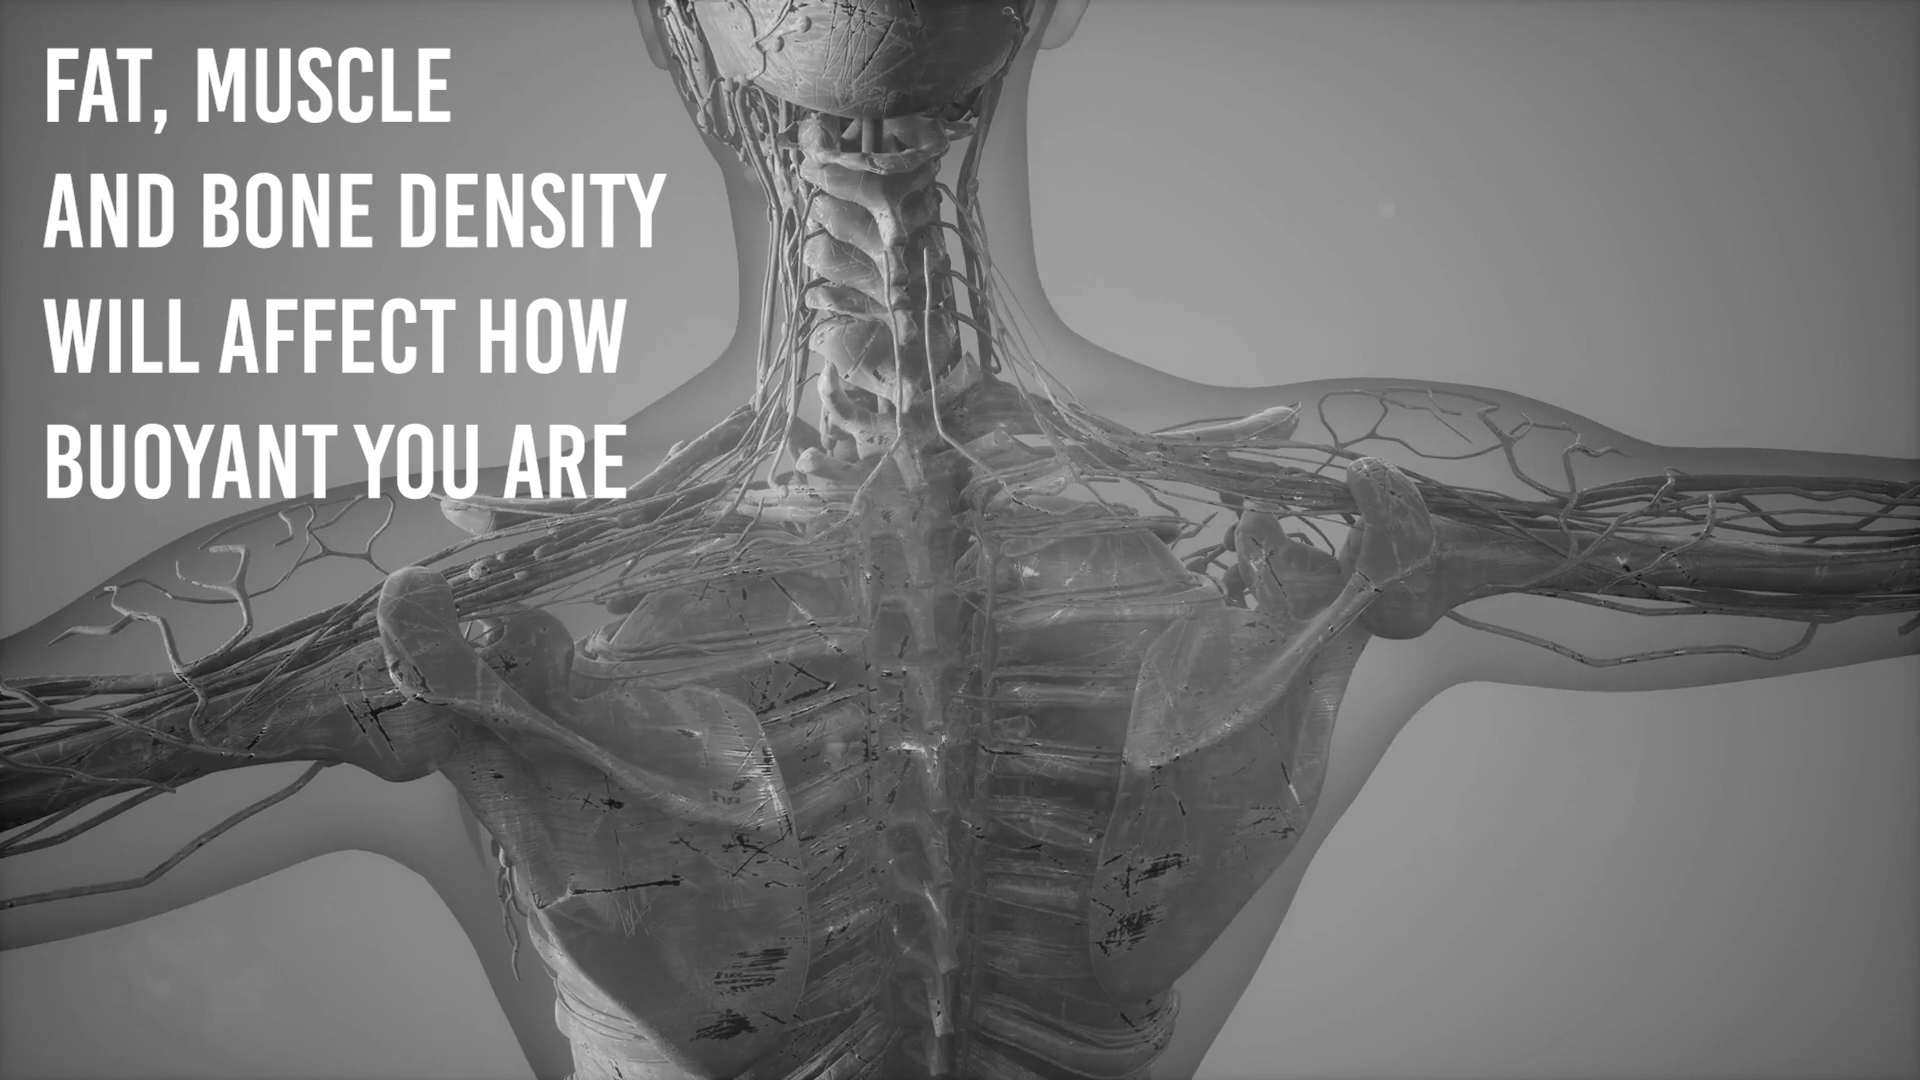 FAT, MUSCLE
AND BONE DENSITY
WILL AFFECT HOW
BUOYANT YOU ARE